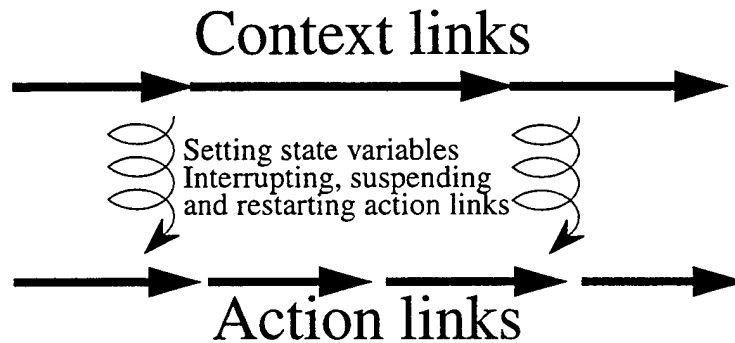 Context links
Setting state variables
Interrupting, suspending
and restarting action links
Action links